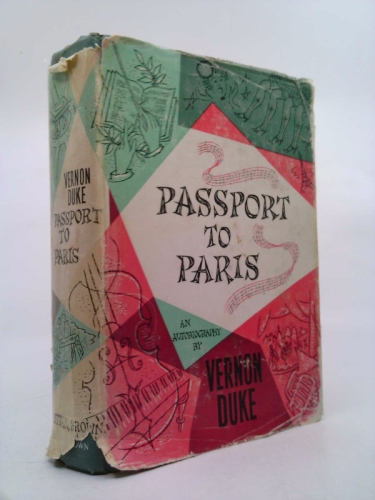 VERNON
DUKE
PASSPORT
TO
PARIS
PASSPORT
TO
PARIS
AN
AUTOBIOGRAPHY
BY
VERNON
DUKE